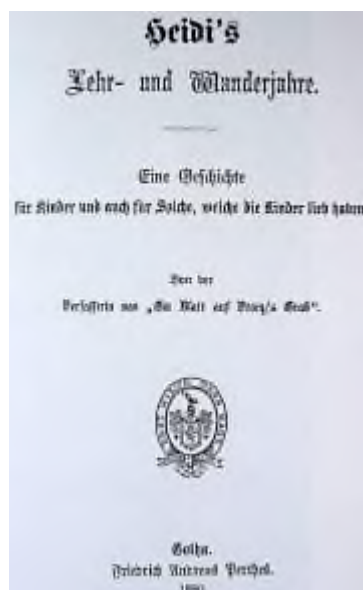 Heidi's
Lehr- und Wanderjahre.
Eine Geschichte
für Kinder und auch für Solche, welche die Kinder lieb haben
Von der
Verfasserin von „Ein Blatt auf Vrony's Grab“.
Gotha.
Friedrich Andreas Perthes.
1880